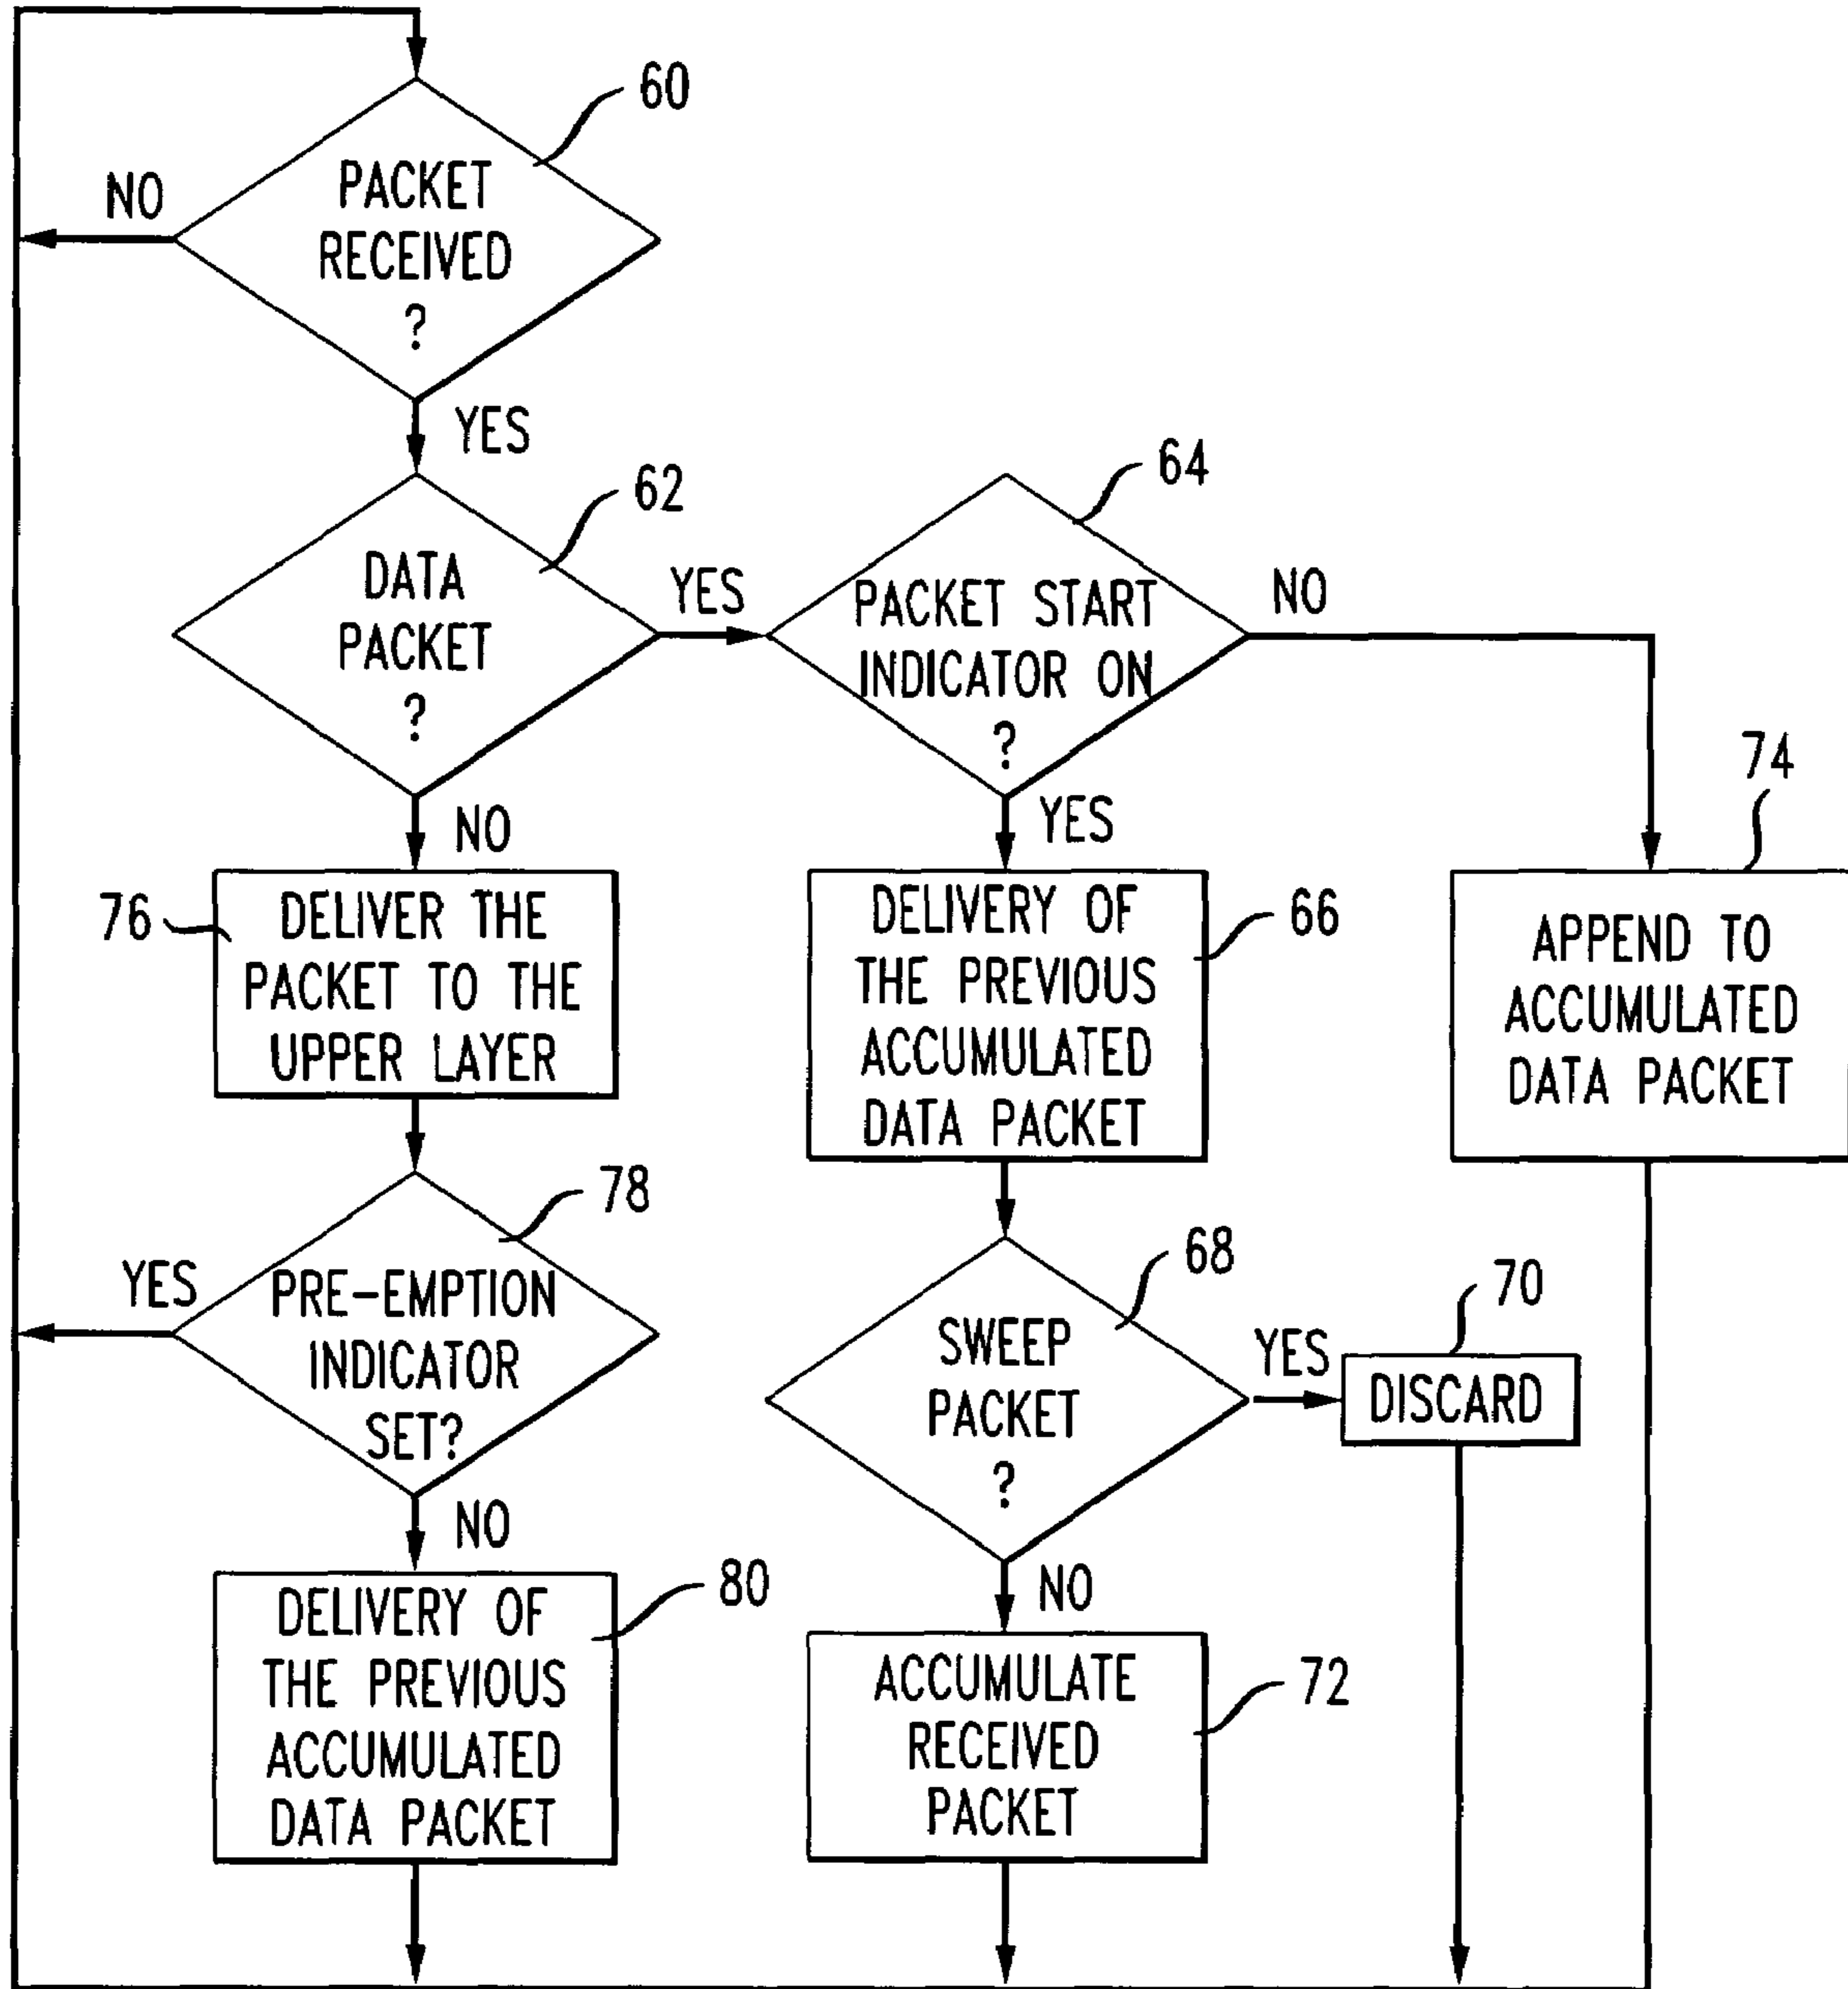 60
PACKET
RECEIVED
?
NO
YES
62
DATA
PACKET
?
YES
NO
64
PACKET START
INDICATOR ON
?
NO
YES
74
APPEND TO
ACCUMULATED
DATA PACKET
76
DELIVER THE
PACKET TO THE
UPPER LAYER
66
DELIVERY OF
THE PREVIOUS
ACCUMULATED
DATA PACKET
78
PRE-EMPTION
INDICATOR
SET?
YES
NO
68
SWEEP
PACKET
?
YES
NO
70
DISCARD
80
DELIVERY OF
THE PREVIOUS
ACCUMULATED
DATA PACKET
72
ACCUMULATE
RECEIVED
PACKET